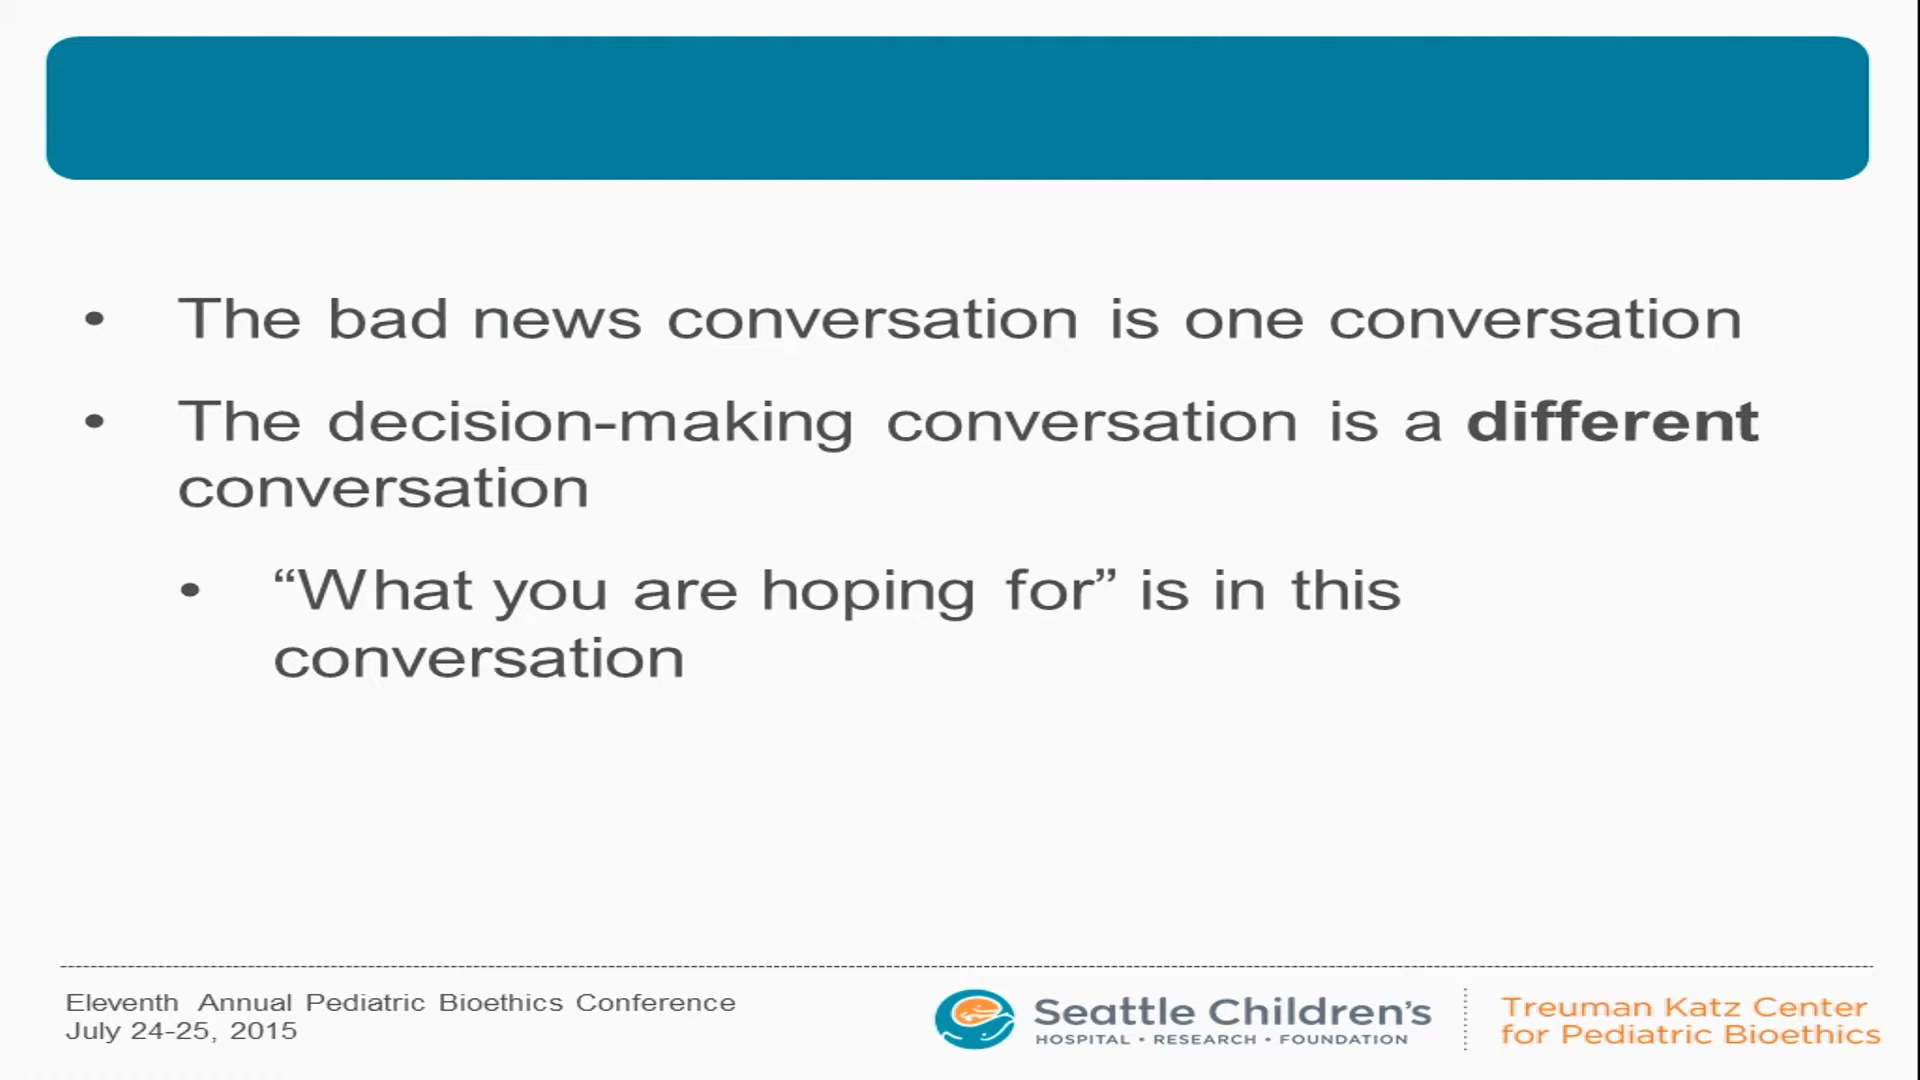 • The bad news conversation is one conversation
• The decision-making conversation is a different
conversation
• “What you are hoping for” is in this
conversation
Eleventh Annual Pediatric Bioethics Conference
July 24-25, 2015
Seattle Children's
HOSPITAL • RESEARCH • FOUNDATION
Treuman Katz Center
for Pediatric Bioethics